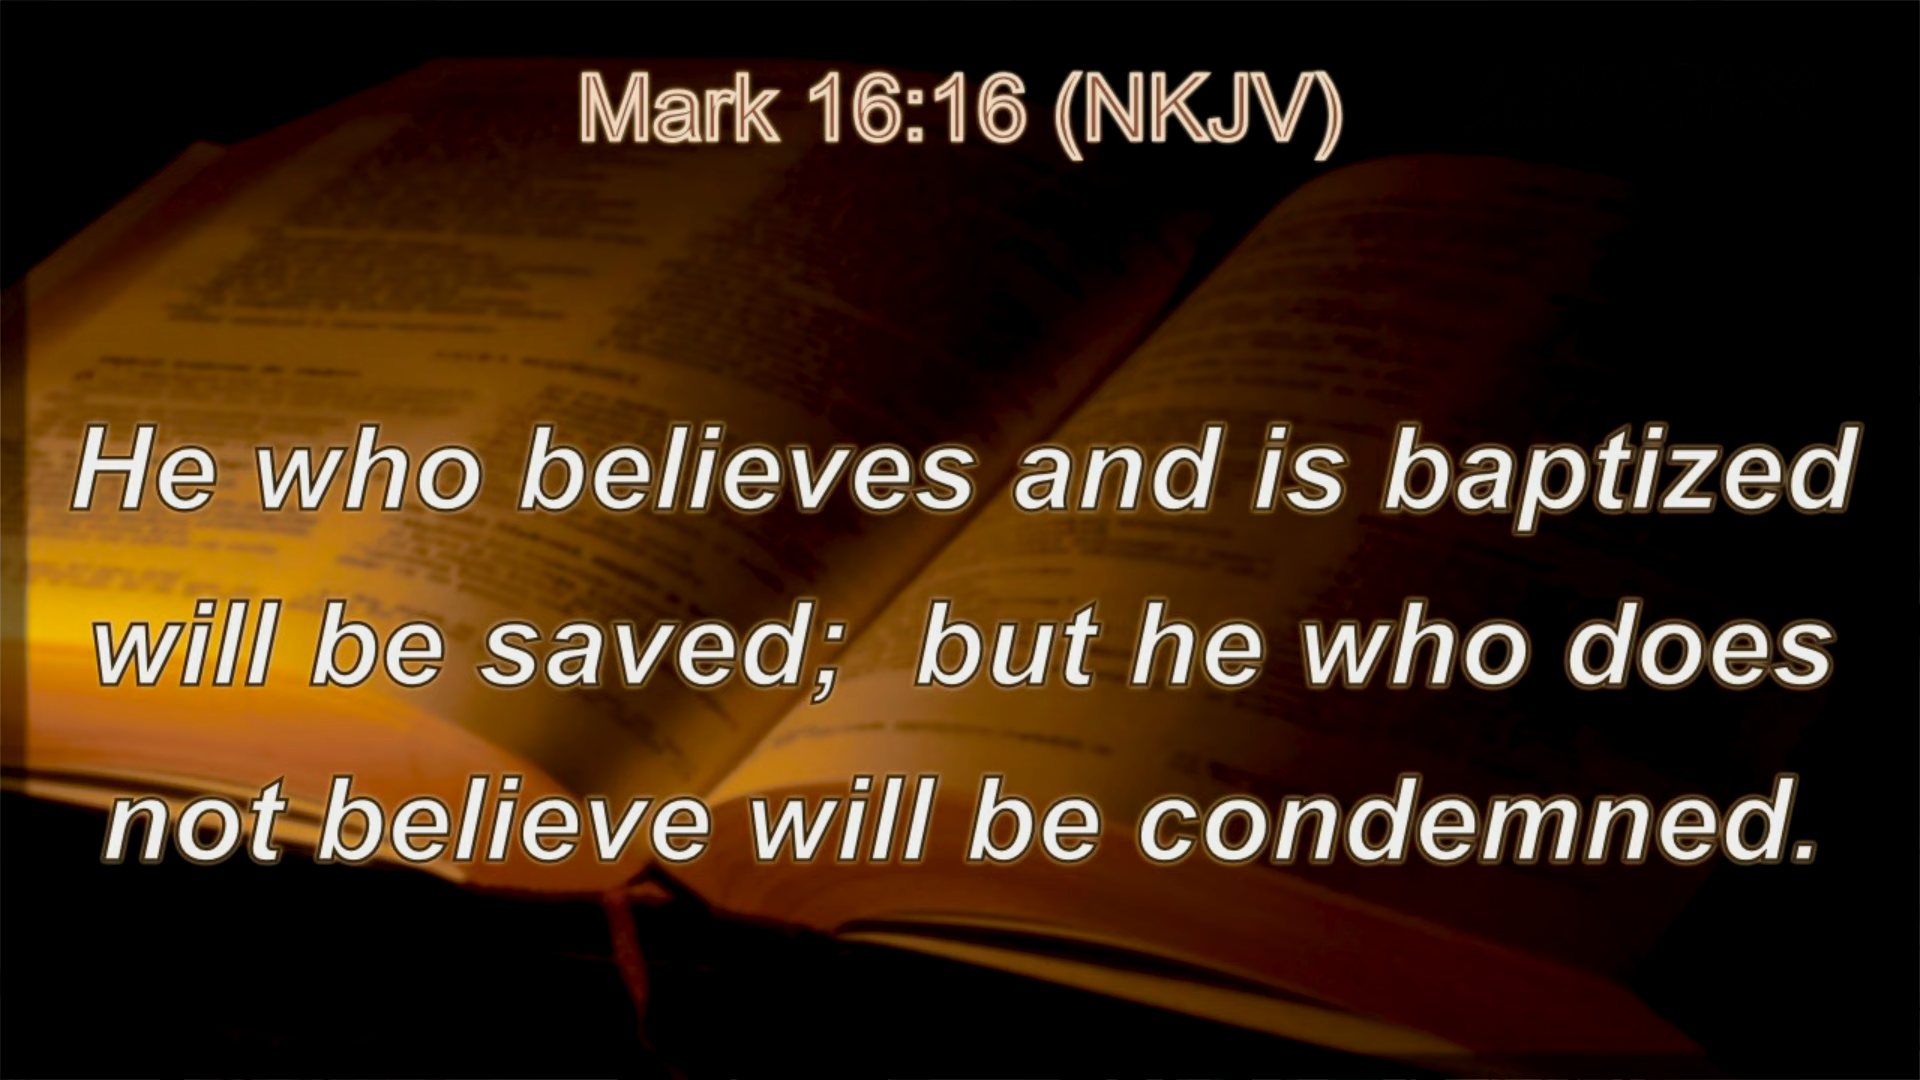 Mark 16:16 (NKJV)
He who believes and is baptized
will be saved;  but he who does
not believe will be condemned.